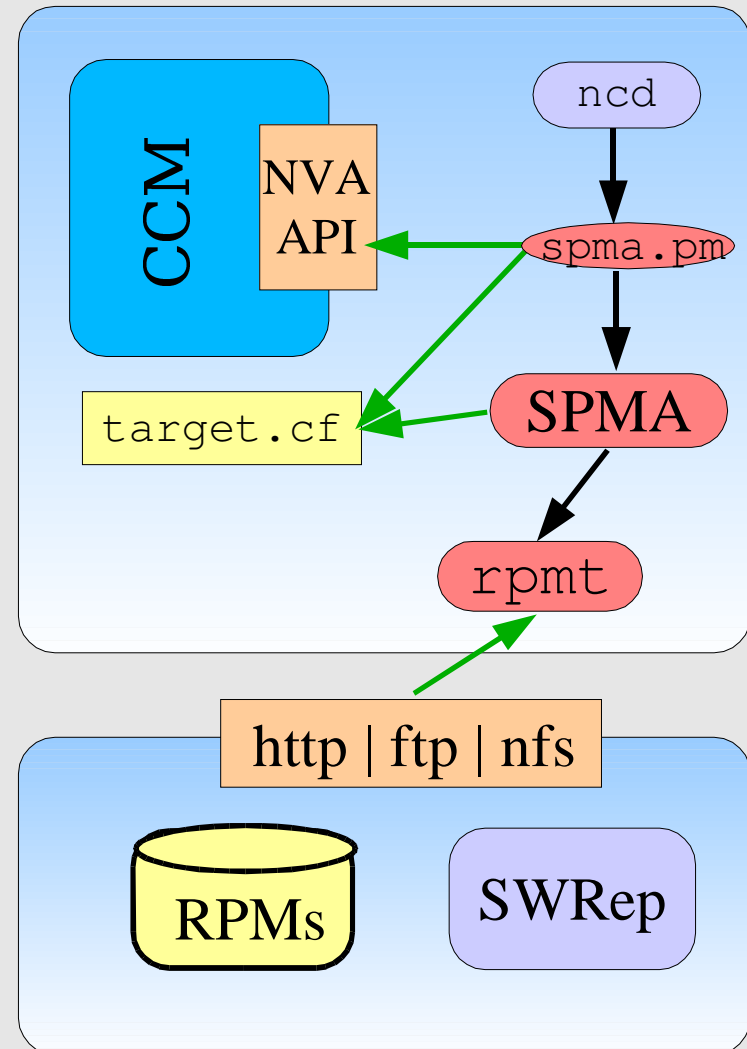 ncd
CCM
NVA
API
spma.pm
target.cf
SPMA
rpmt
http | ftp | nfs
RPMs
SWRep